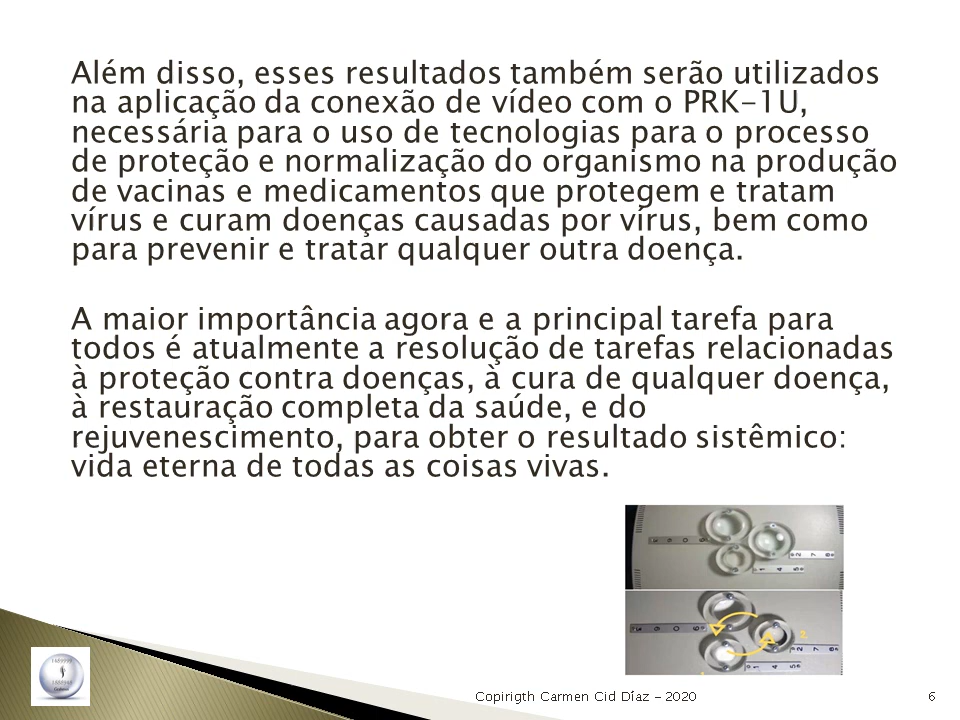 Além disso, esses resultados também serão utilizados
na aplicação da conexão de vídeo com o PRK-1U,
necessária para o uso de tecnologias para o processo
de proteção e normalização do organismo na produção
de vacinas e medicamentos que protegem e tratam
vírus e curam doenças causadas por vírus, bem como
para prevenir e tratar qualquer outra doença.
A maior importância agora e a principal tarefa para
todos é atualmente a resolução de tarefas relacionadas
à proteção contra doenças, à cura de qualquer doença,
à restauração completa da saúde, e do
rejuvenescimento, para obter o resultado sistêmico:
vida eterna de todas as coisas vivas.
Copirigth Carmen Cid Díaz - 2020
6